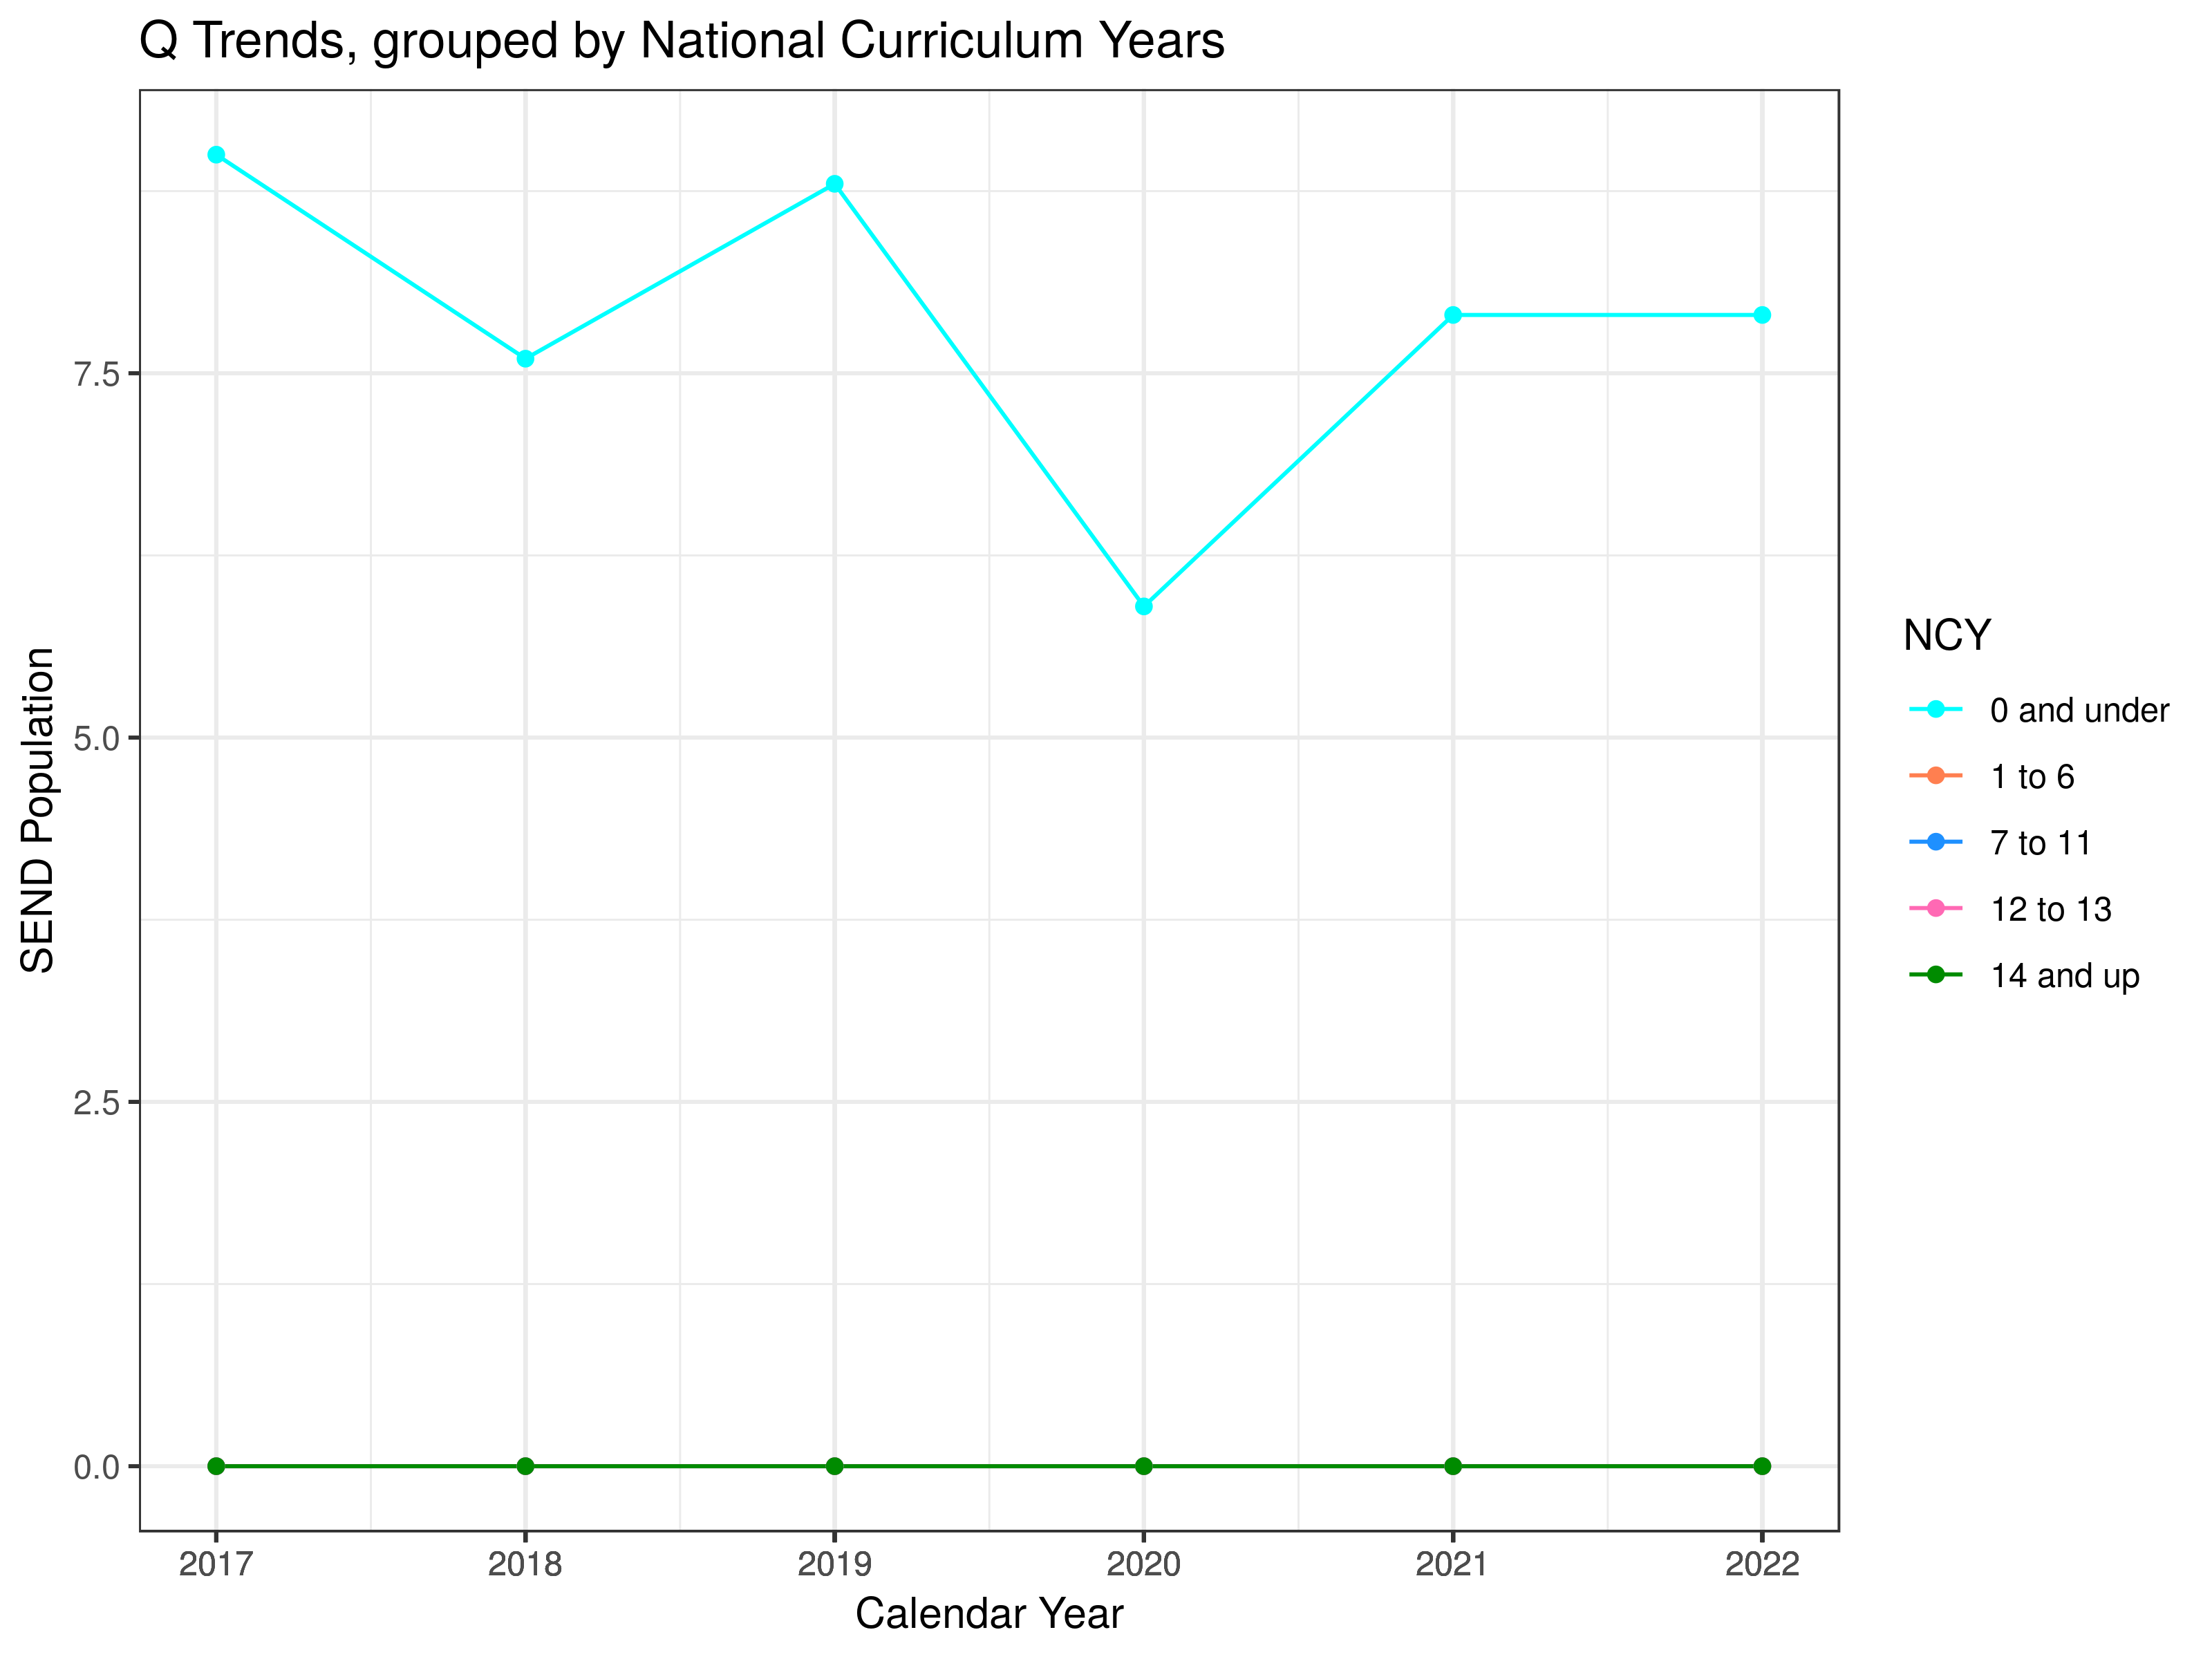 Q Trends, grouped by National Curriculum Years
SEND Population
7.5
5.0
2.5
0.0
2017 2018 2019 2020 2021 2022
Calendar Year
NCY
0 and under
1 to 6
7 to 11
12 to 13
14 and up